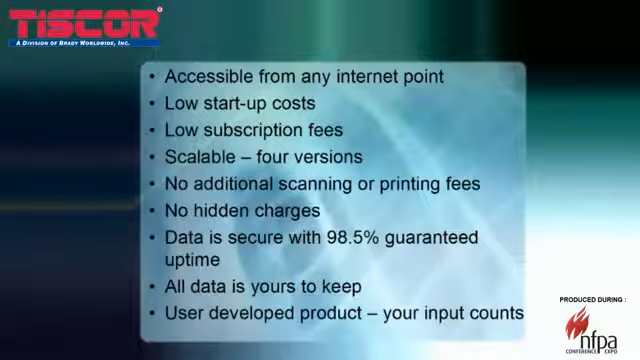 TISCOR
A DIVISION OF BRADY WORLDWIDE, INC.
• Accessible from any internet point
• Low start-up costs
• Low subscription fees
• Scalable – four versions
• No additional scanning or printing fees
• No hidden charges
• Data is secure with 98.5% guaranteed
uptime
• All data is yours to keep
• User developed product – your input counts
PRODUCED DURING :
nfpa
CONFERENCE EXPO